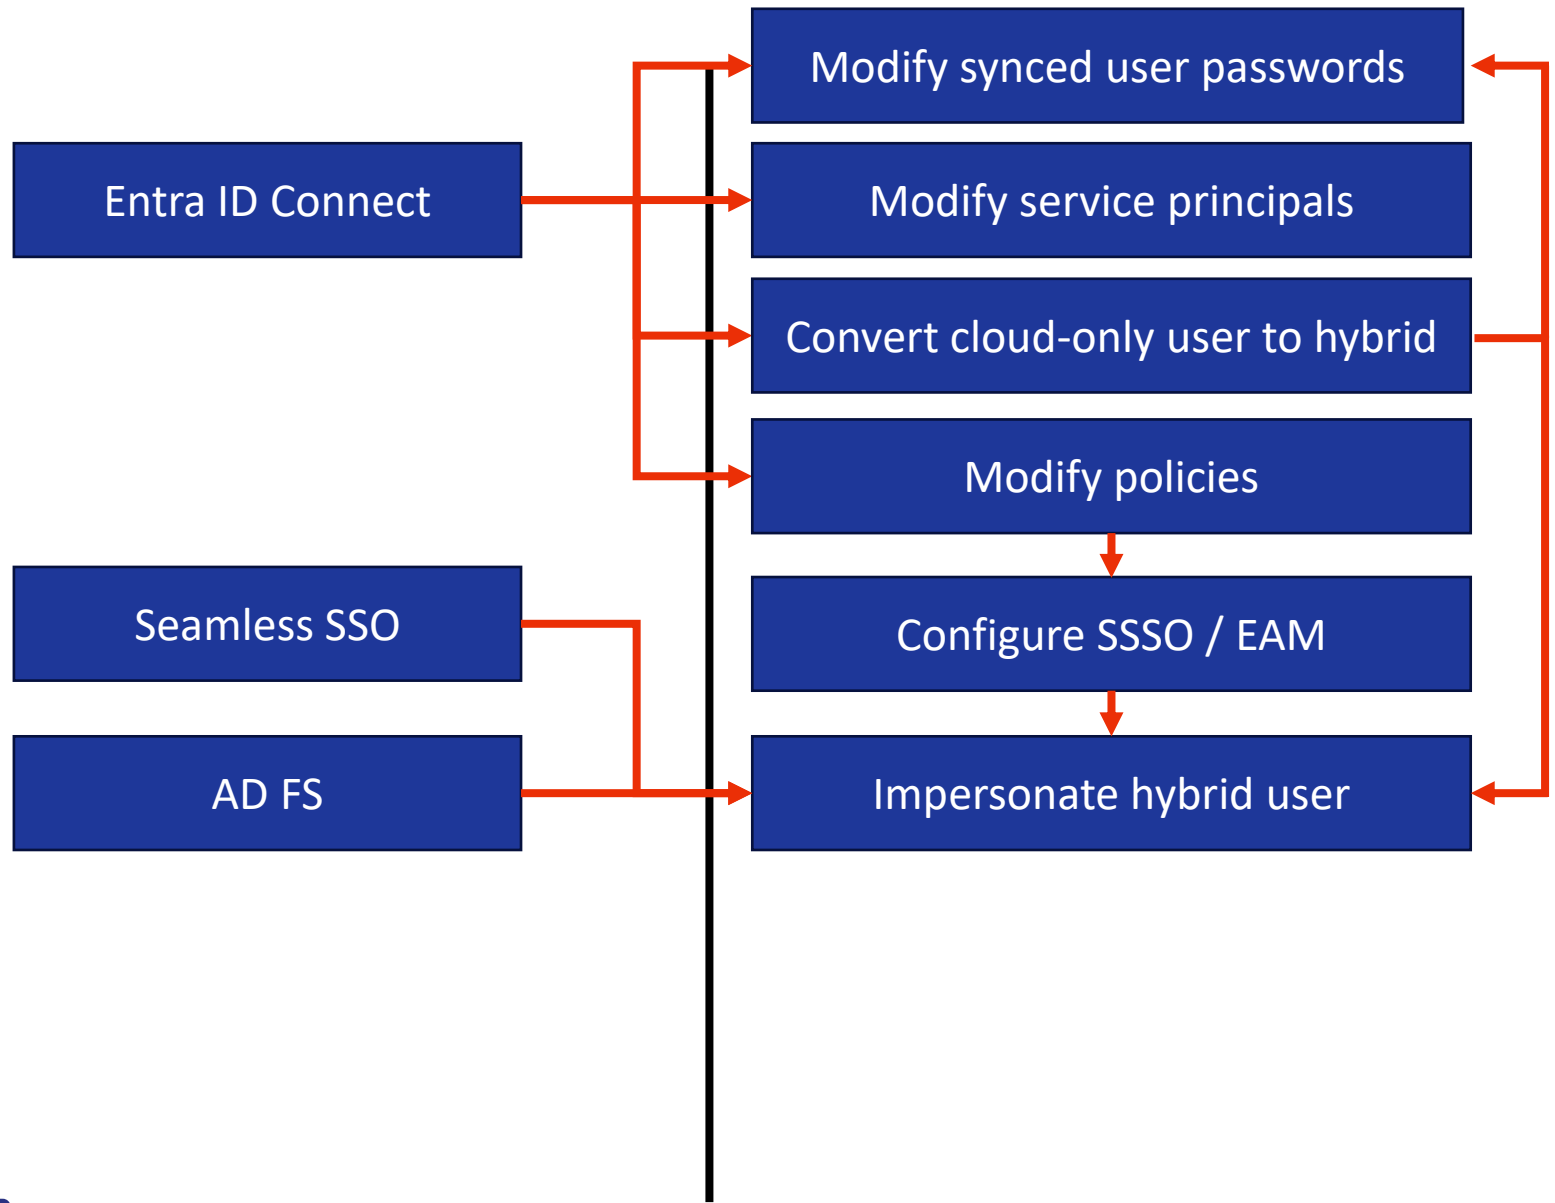 Modify synced user passwords
Entra ID Connect
Modify service principals
Convert cloud-only user to hybrid
Modify policies
Seamless SSO
Configure SSSO / EAM
AD FS
Impersonate hybrid user